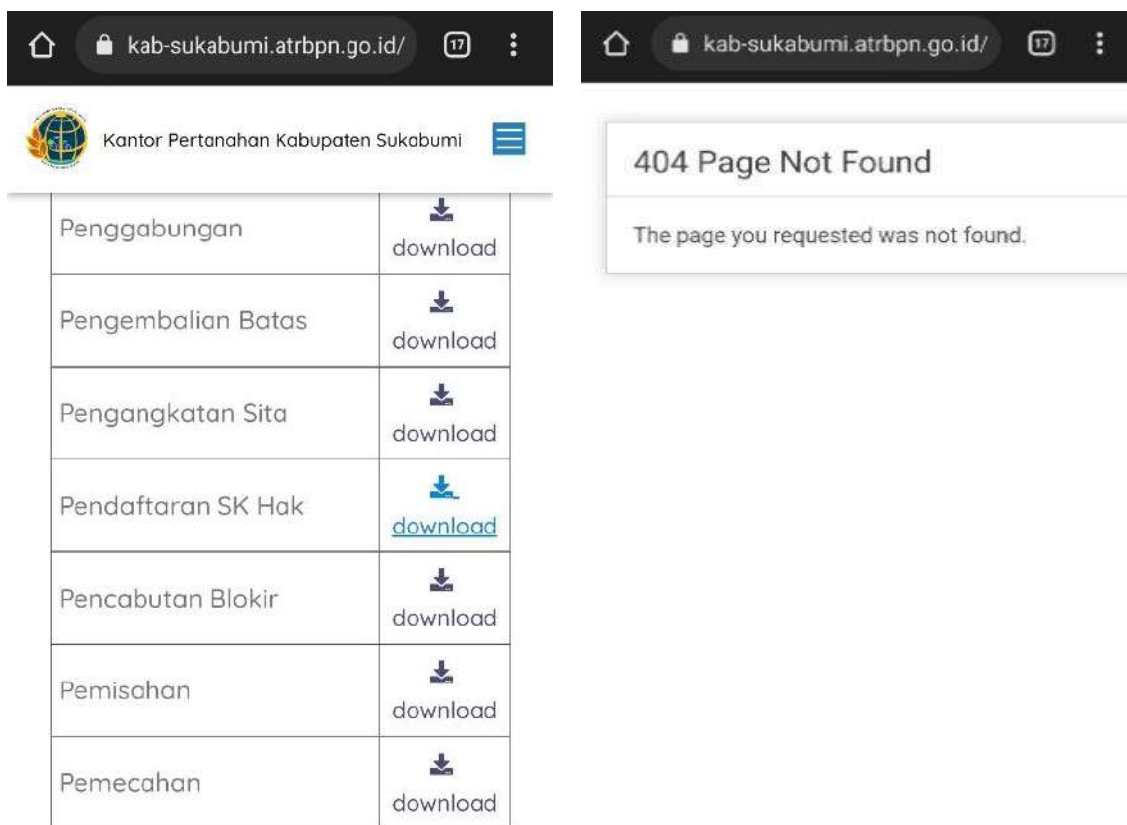 kab-sukabumi.atrbpn.go.id/
17
Kantor Pertanahan Kabupaten Sukabumi
Penggabungan
download
Pengembalian Batas
download
Pengangkatan Sita
download
Pendaftaran SK Hak
download
Pencabutan Blokir
download
Pemisahan
download
Pemecahan
download
kab-sukabumi.atrbpn.go.id/
17
404 Page Not Found
The page you requested was not found.